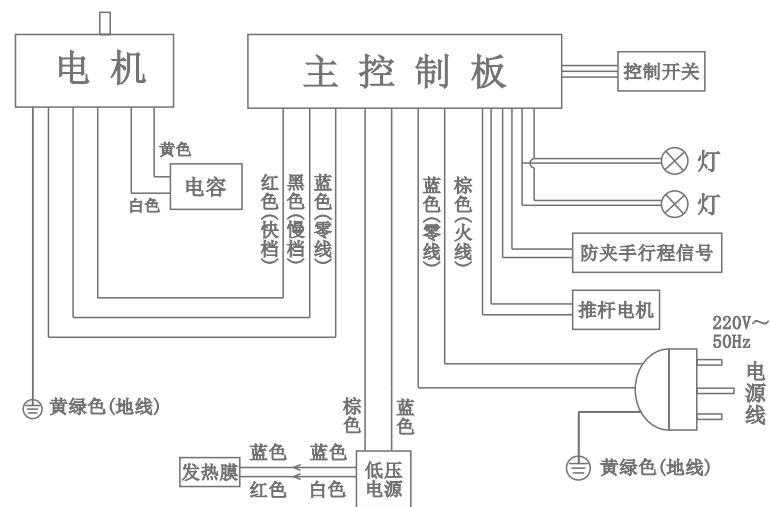 电机
主控制板
控制开关
黄色
电容
白色
红色(快档)
黑色(慢档)
蓝色(零线)
蓝色(零线)
棕色(火线)
灯
灯
防夹手行程信号
推杆电机
220V～
50Hz
电源线
黄绿色(地线)
棕色
蓝色
发热膜
蓝色
蓝色
红色
白色
低压
电源
黄绿色(地线)